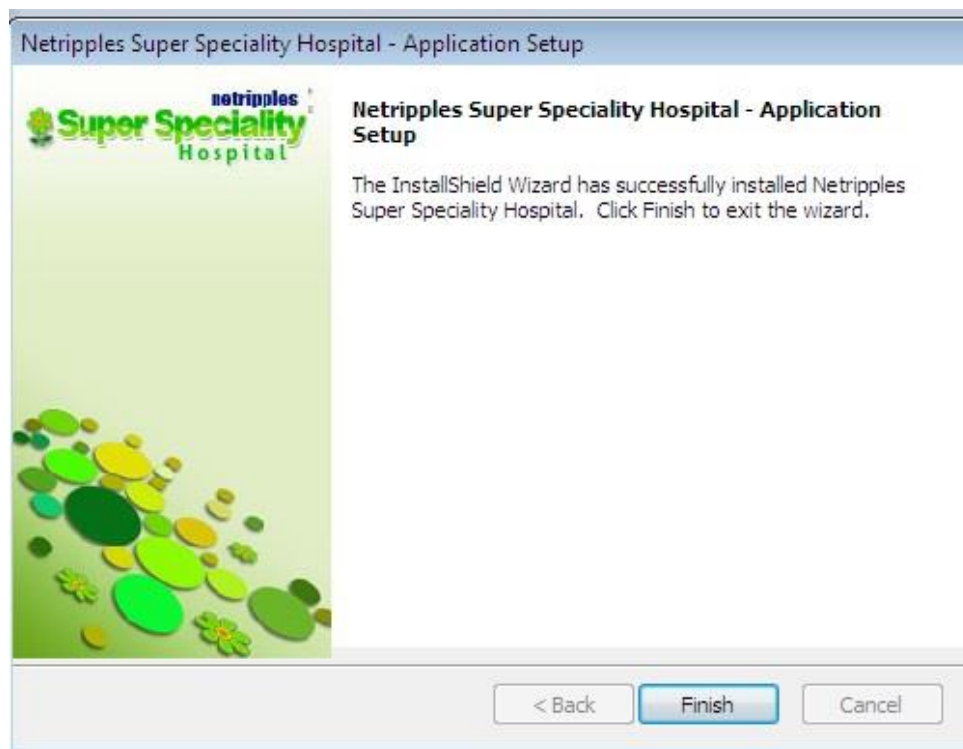 Netripples Super Speciality Hospital - Application Setup
netripples
Super Speciality
Hospital
Netripples Super Speciality Hospital - Application
Setup
The InstallShield Wizard has successfully installed Netripples
Super Speciality Hospital.  Click Finish to exit the wizard.
< Back
Finish
Cancel